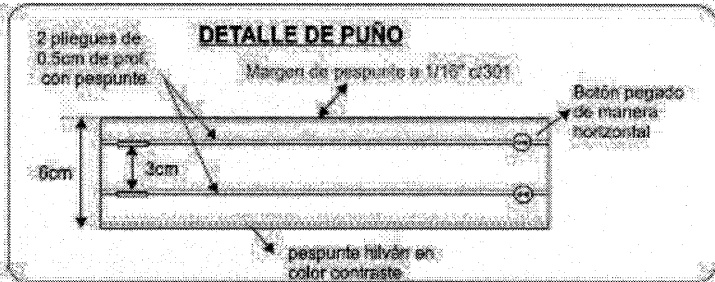 DETALLE DE PUÑO
2 pliegues de
0.5cm de prof.
con pespunte
Margen de pespunte a 1/16" c/301
Botón pegado
de manera
horizontal
6cm
3cm
pespunte hilván en
color contraste